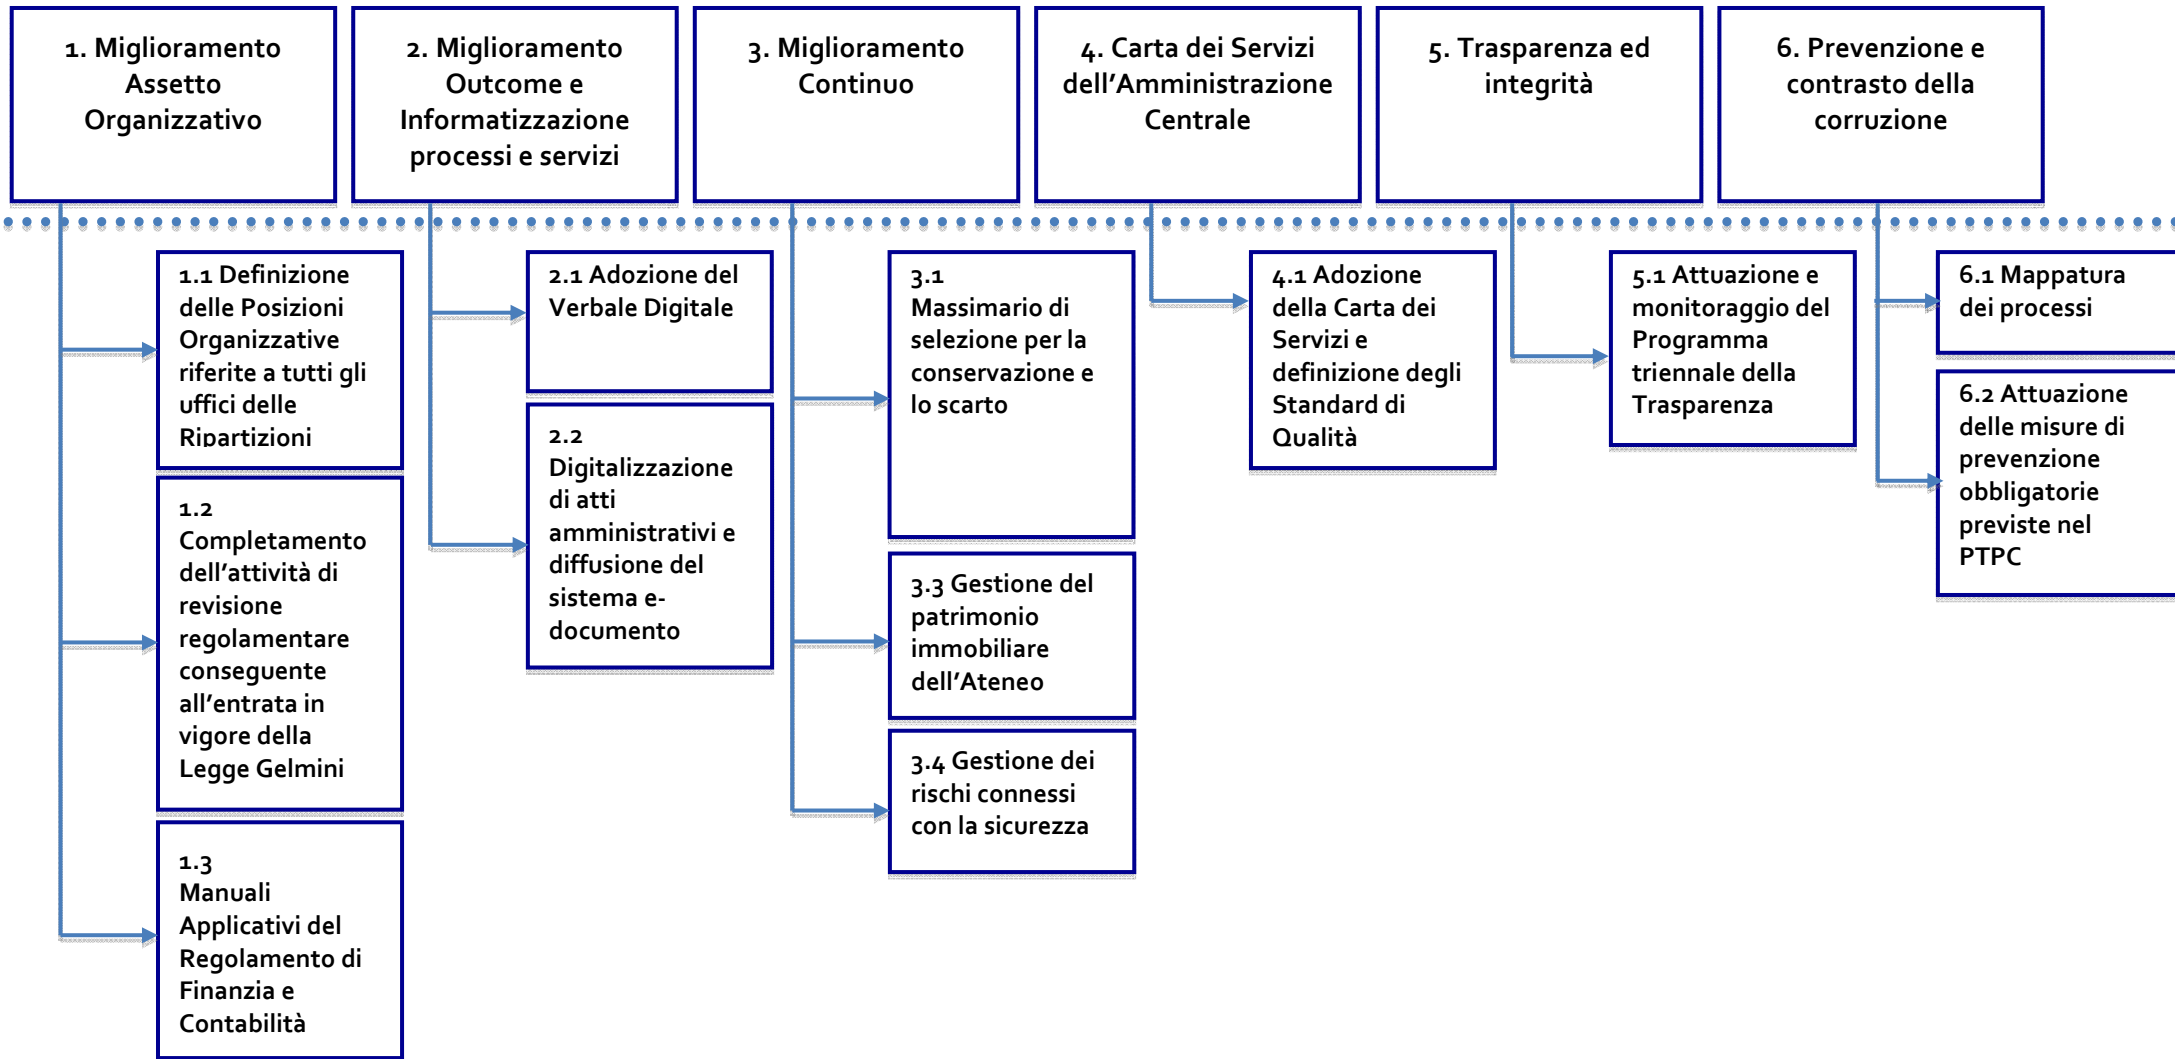 1. Miglioramento
Assetto
Organizzativo
2. Miglioramento
Outcome e
Informatizzazione
processi e servizi
3. Miglioramento
Continuo
4. Carta dei Servizi
dell’Amministrazione
Centrale
5. Trasparenza ed
integrità
6. Prevenzione e
contrasto della
corruzione
1.1 Definizione
delle Posizioni
Organizzative
riferite a tutti gli
uffici delle
Ripartizioni
1.2
Completamento
dell’attività di
revisione
regolamentare
conseguente
all’entrata in
vigore della
Legge Gelmini
1.3
Manuali
Applicativi del
Regolamento di
Finanzia e
Contabilità
2.1 Adozione del
Verbale Digitale
2.2
Digitalizzazione
di atti
amministrativi e
diffusione del
sistema e-
documento
3.1
Massimario di
selezione per la
conservazione e
lo scarto
3.3 Gestione del
patrimonio
immobiliare
dell’Ateneo
3.4 Gestione dei
rischi connessi
con la sicurezza
4.1 Adozione
della Carta dei
Servizi e
definizione degli
Standard di
Qualità
5.1 Attuazione e
monitoraggio del
Programma
triennale della
Trasparenza
6.1 Mappatura
dei processi
6.2 Attuazione
delle misure di
prevenzione
obbligatorie
previste nel
PTPC